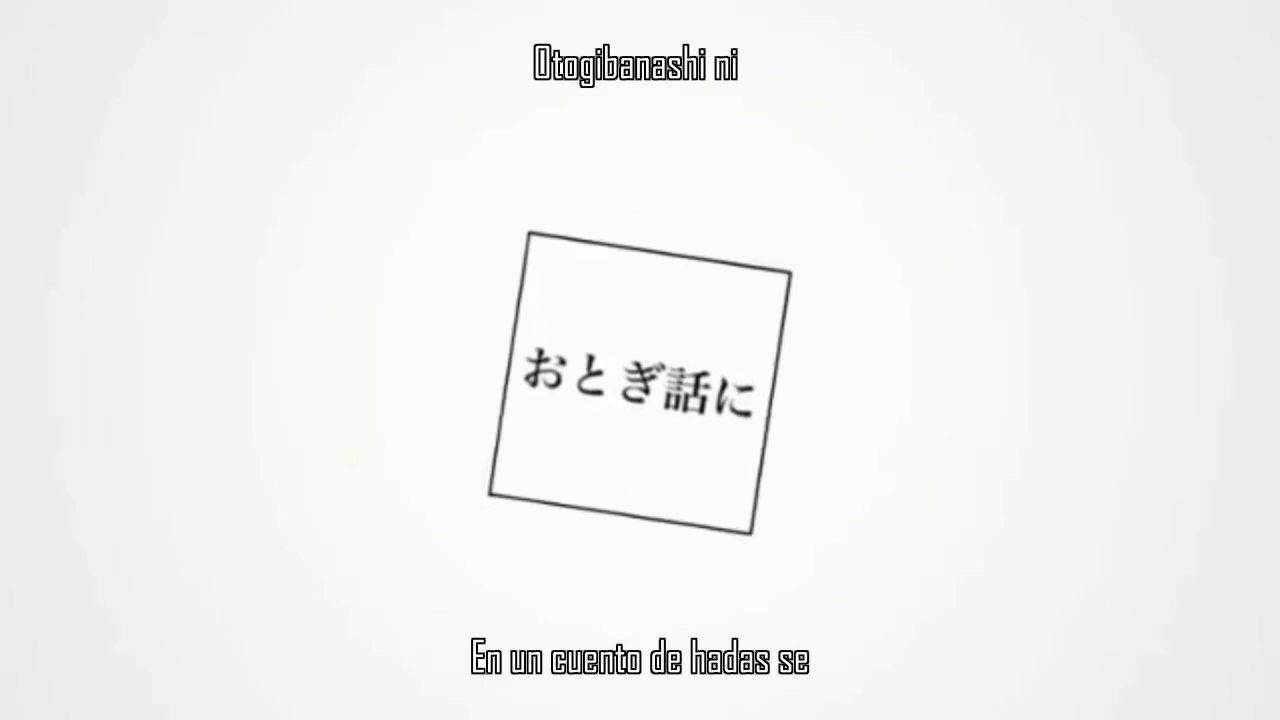 Otogibanashi ni
おとぎ話に
En un cuento de hadas se